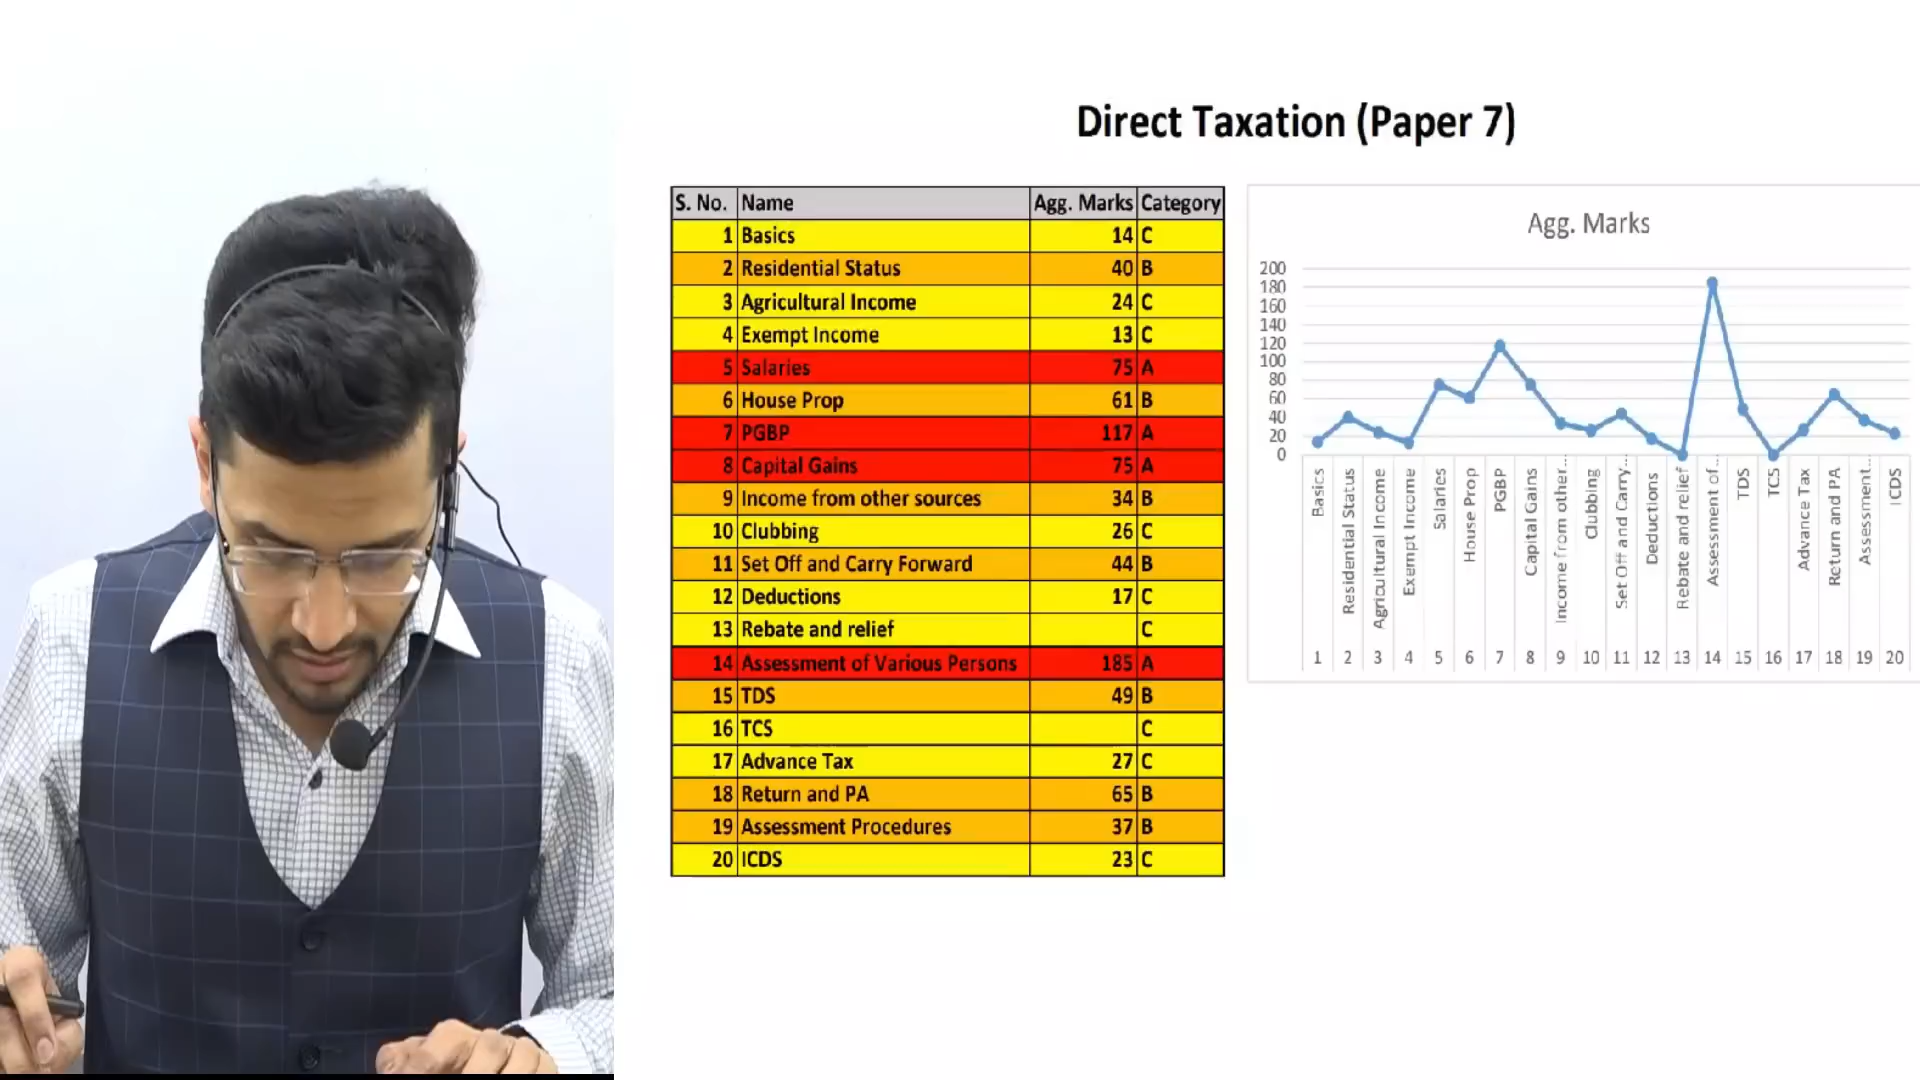 Direct Taxation (Paper 7)
S. No. Name Agg. Marks Category
1 Basics 14 C
2 Residential Status 40 B
3 Agricultural Income 24 C
4 Exempt Income 13 C
5 Salaries 75 A
6 House Prop 61 B
7 PGBP 117 A
8 Capital Gains 75 A
9 Income from other sources 34 B
10 Clubbing 26 C
11 Set Off and Carry Forward 44 B
12 Deductions 17 C
13 Rebate and relief C
14 Assessment of Various Persons 185 A
15 TDS 49 B
16 TCS C
17 Advance Tax 27 C
18 Return and PA 65 B
19 Assessment Procedures 37 B
20 ICDS 23 C
Agg. Marks
200
180
160
140
120
100
80
60
40
20
0
Basics
Residential Status
Agricultural Income
Exempt Income
Salaries
House Prop
PGBP
Capital Gains
Income from other...
Clubbing
Set Off and Carry...
Deductions
Rebate and relief
Assessment of...
TDS
TCS
Advance Tax
Return and PA
Assessment...
ICDS
1 2 3 4 5 6 7 8 9 10 11 12 13 14 15 16 17 18 19 20